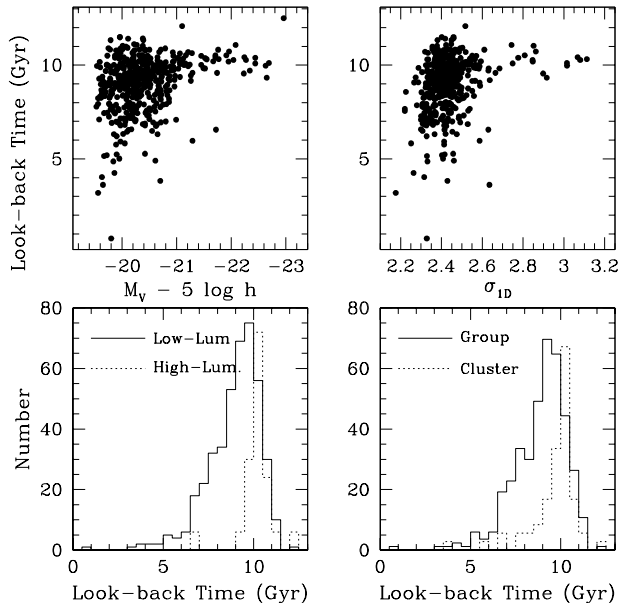 Look-back Time (Gyr)
10
5
-20 -21 -22 -23
M_V - 5 log h
10
5
2.2 2.4 2.6 2.8 3 3.2
σ_1D
Number
80
60
40
20
0
Low-Lum
High-Lum.
0 5 10
Look-back Time (Gyr)
80
60
40
20
0
Group
Cluster
0 5 10
Look-back Time (Gyr)